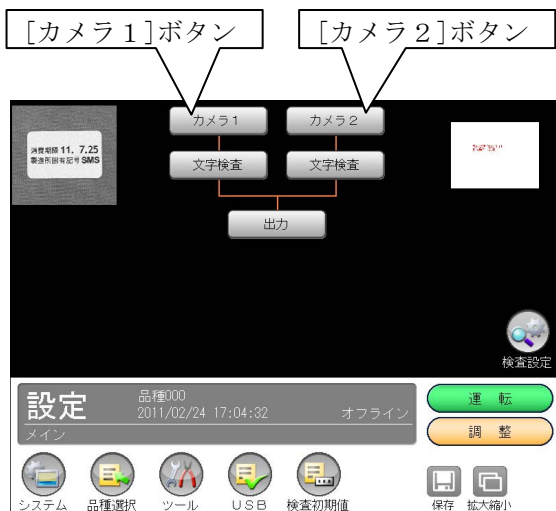 [カメラ１]ボタン
[カメラ２]ボタン
カメラ１
カメラ２
消費期限 11. 7.25
製造所固有記号 SMS
文字検査
文字検査
出力
検査設定
設定
品種000
2011/02/24 17:04:32
オフライン
メイン
運 転
調 整
システム
品種選択
ツール
ＵＳＢ
検査初期値
保存
拡大縮小